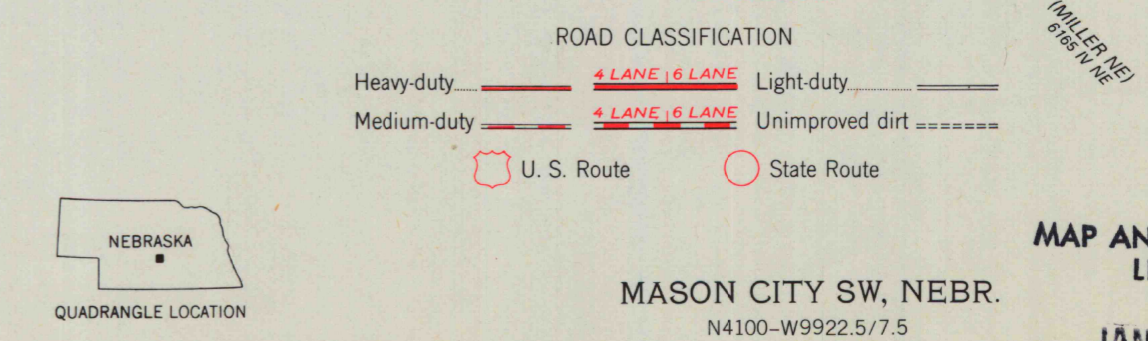 (MILLER NE)
6165 IV NE
ROAD CLASSIFICATION
Heavy-duty 4 LANE 6 LANE Light-duty
Medium-duty 4 LANE 6 LANE Unimproved dirt
U. S. Route State Route
NEBRASKA
QUADRANGLE LOCATION
MAP AN
MASON CITY SW, NEBR.
N4100-W9922.5/7.5